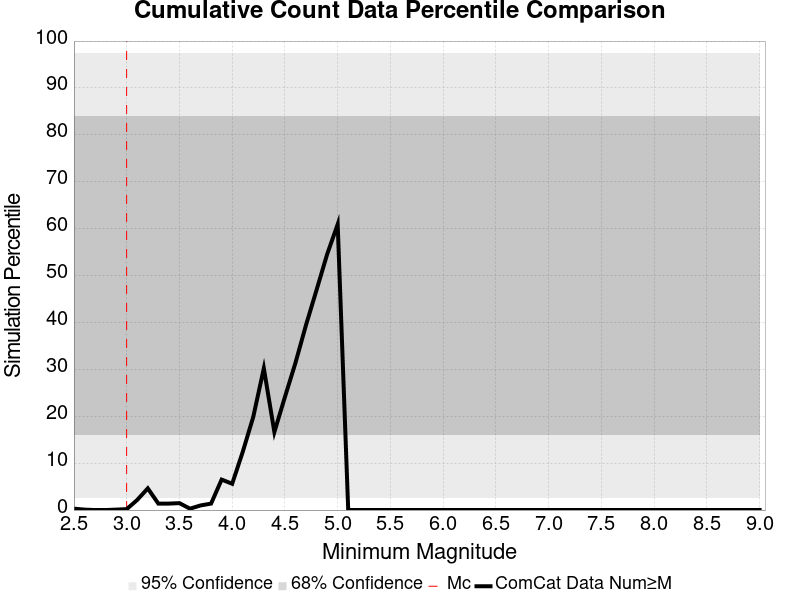 Cumulative Count Data Percentile Comparison
100
90
80
70
60
50
40
30
20
10
0
Simulation Percentile
2.5 3.0 3.5 4.0 4.5 5.0 5.5 6.0 6.5 7.0 7.5 8.0 8.5 9.0
Minimum Magnitude
95% Confidence 68% Confidence Mc ComCat Data Num≥M